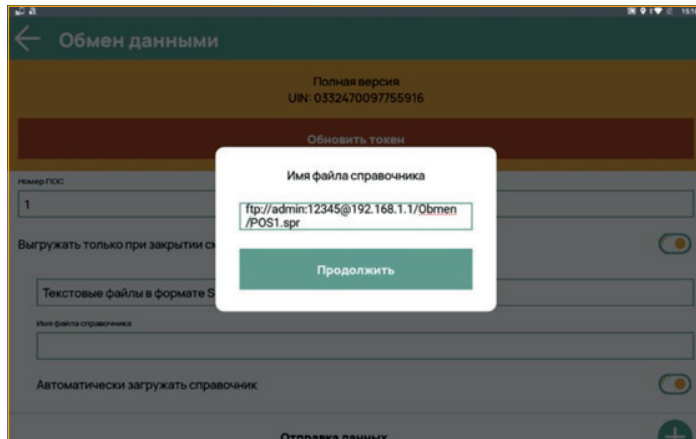 Обмен данными
Полная версия
UIN: 0332470097755916
Обновить токен
Имя файла справочника
ftp://admin:12345@192.168.1.1/Obmen
/POS1.spr
Продолжить
Номер ПОС
1
Выгружать только при закрытии см
Текстовые файлы в формате S
Имя файла справочника
Автоматически загружать справочник
Отправка данных